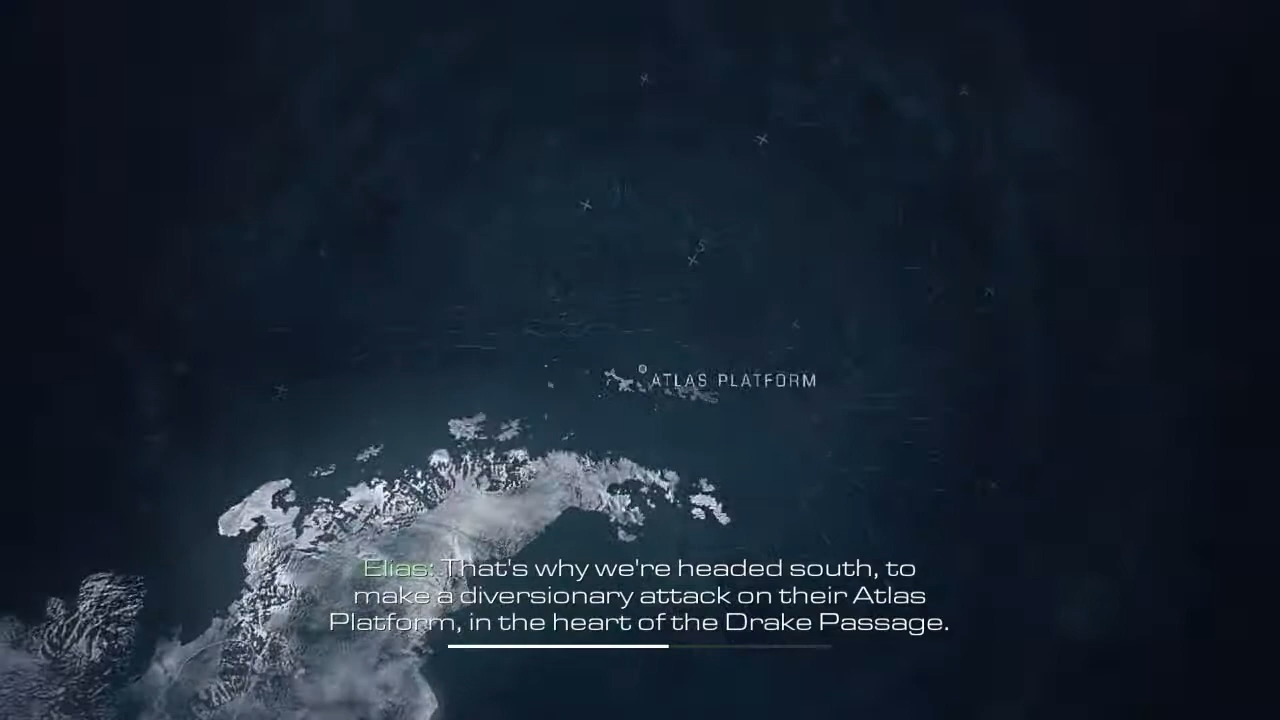 ATLAS PLATFORM
Elias: That's why we're headed south, to
make a diversionary attack on their Atlas
Platform, in the heart of the Drake Passage.